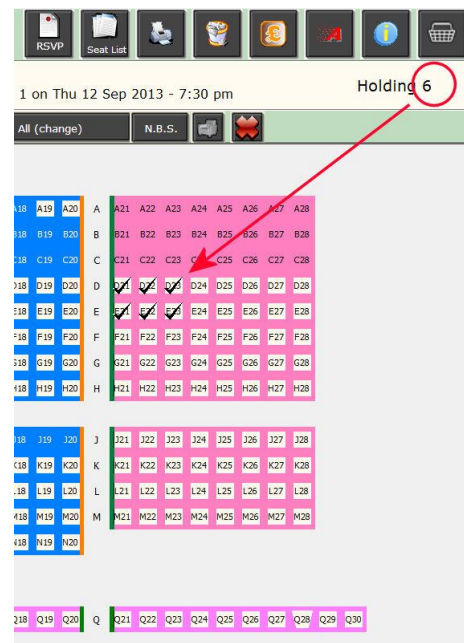 RSVP Seat List
1 on Thu 12 Sep 2013 - 7:30 pm Holding 6
All (change) N.B.S.
A18 A19 A20 A A21 A22 A23 A24 A25 A26 A27 A28
B18 B19 B20 B B21 B22 B23 B24 B25 B26 B27 B28
C18 C19 C20 C C21 C22 C23 C25 C26 C27 C28
D18 D19 D20 D D21 D22 D23 D24 D25 D26 D27 D28
E18 E19 E20 E E21 E22 E23 E24 E25 E26 E27 E28
F18 F19 F20 F F21 F22 F23 F24 F25 F26 F27 F28
G18 G19 G20 G G21 G22 G23 G24 G25 G26 G27 G28
H18 H19 H20 H H21 H22 H23 H24 H25 H26 H27 H28
J18 J19 J20 J J21 J22 J23 J24 J25 J26 J27 J28
K18 K19 K20 K K21 K22 K23 K24 K25 K26 K27 K28
L18 L19 L20 L L21 L22 L23 L24 L25 L26 L27 L28
M18 M19 M20 M M21 M22 M23 M24 M25 M26 M27 M28
N18 N19 N20
Q18 Q19 Q20 Q Q21 Q22 Q23 Q24 Q25 Q26 Q27 Q28 Q29 Q30